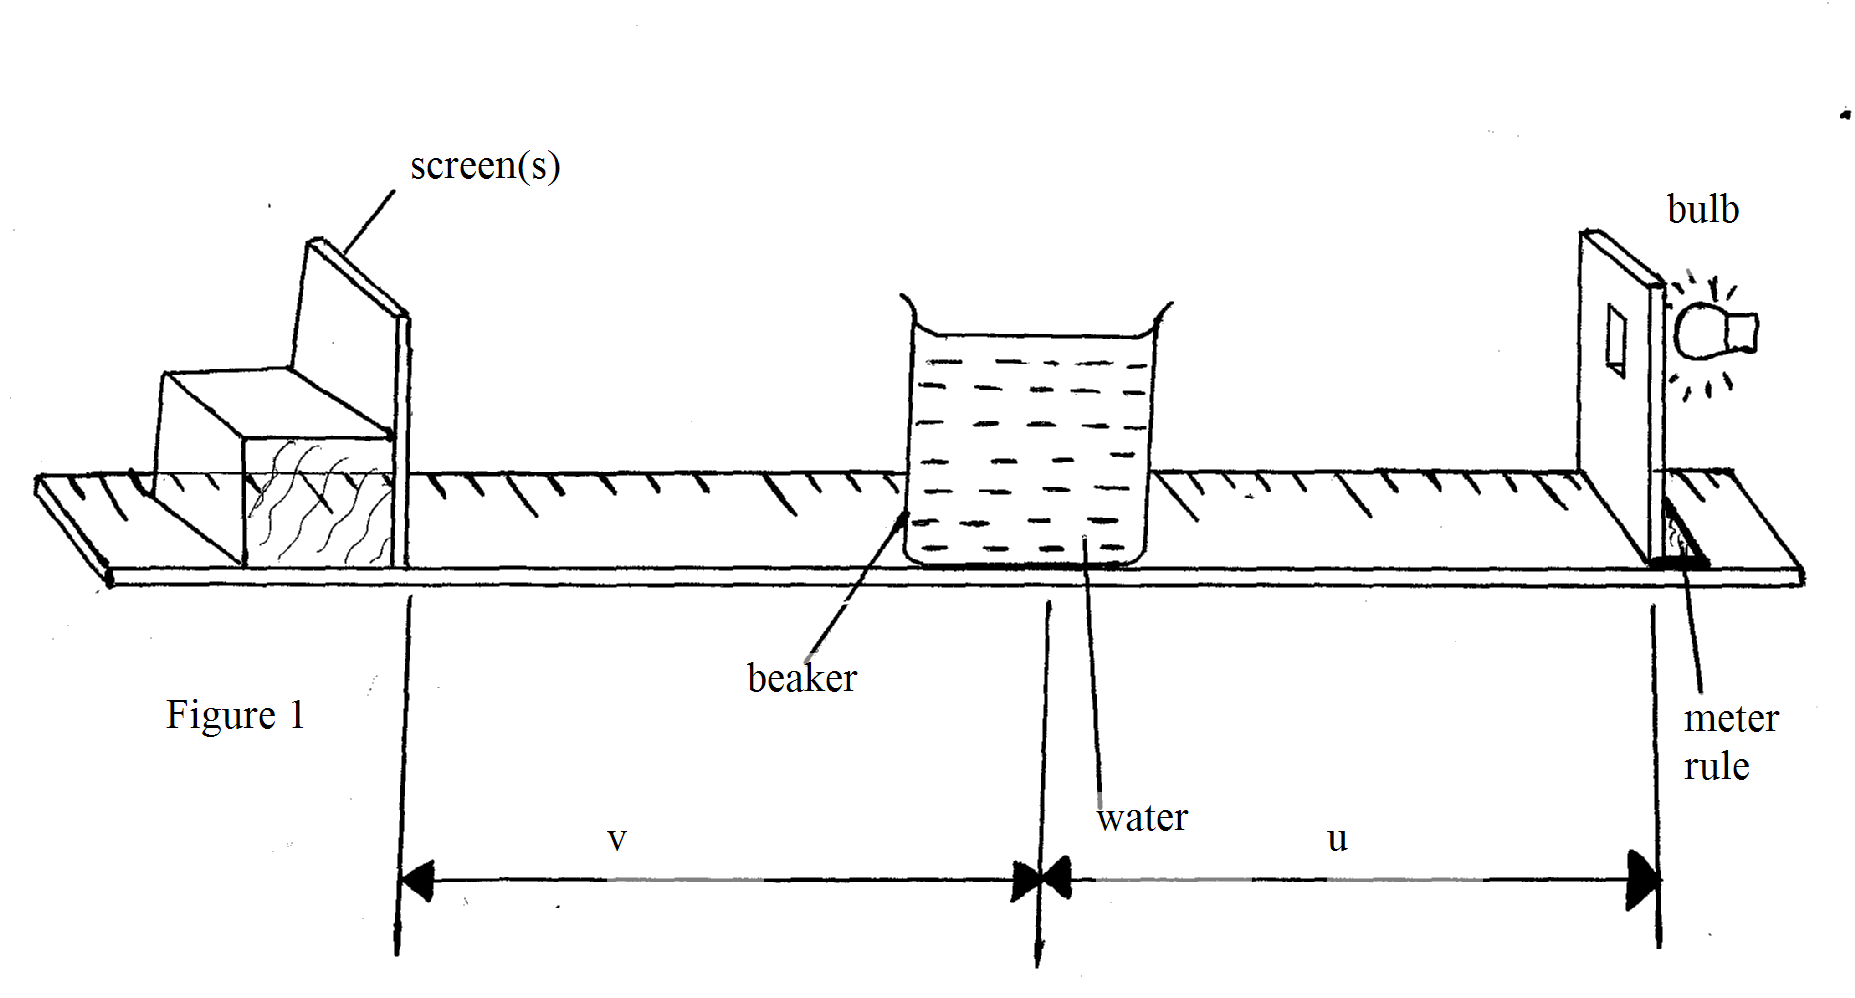 screen(s)
bulb
beaker
Figure 1
meter
rule
water
v
u